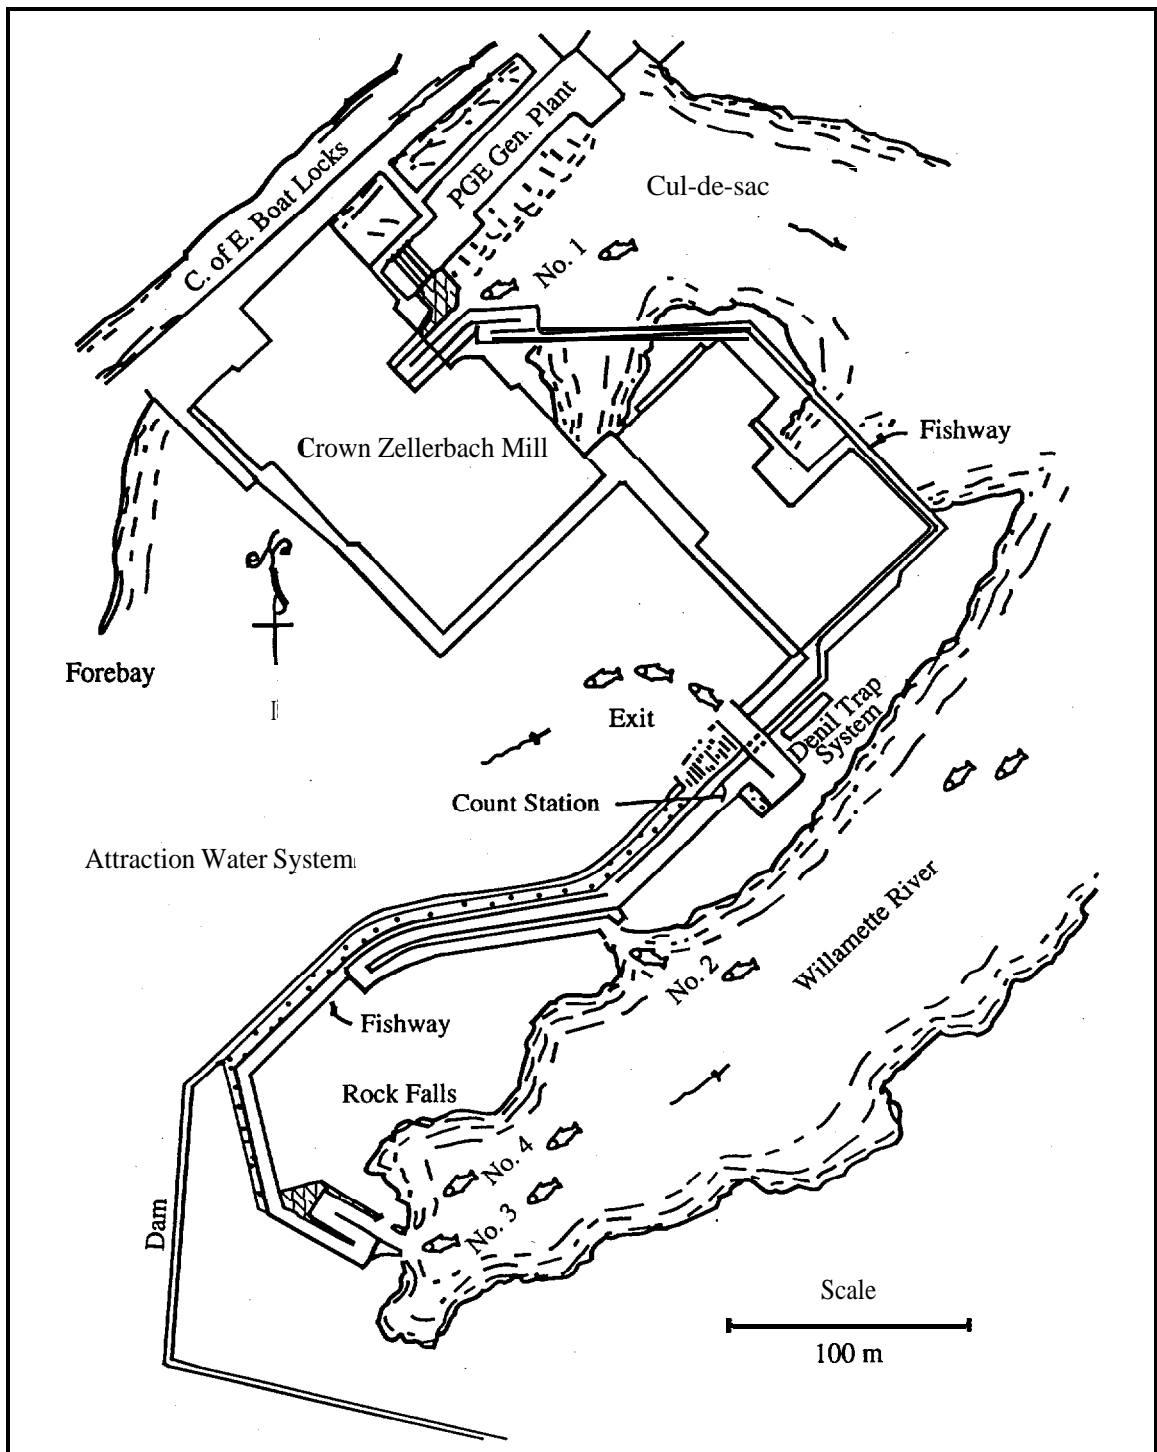 C. of E. Boat Locks
PGE Gen. Plant
Cul-de-sac
No. 1
Fishway
Crown Zellerbach Mill
Forebay
Exit
Denil Trap
System
Count Station
Attraction Water System
Willamette River
No. 2
Fishway
Rock Falls
No. 4
No. 3
Dam
Scale
100 m